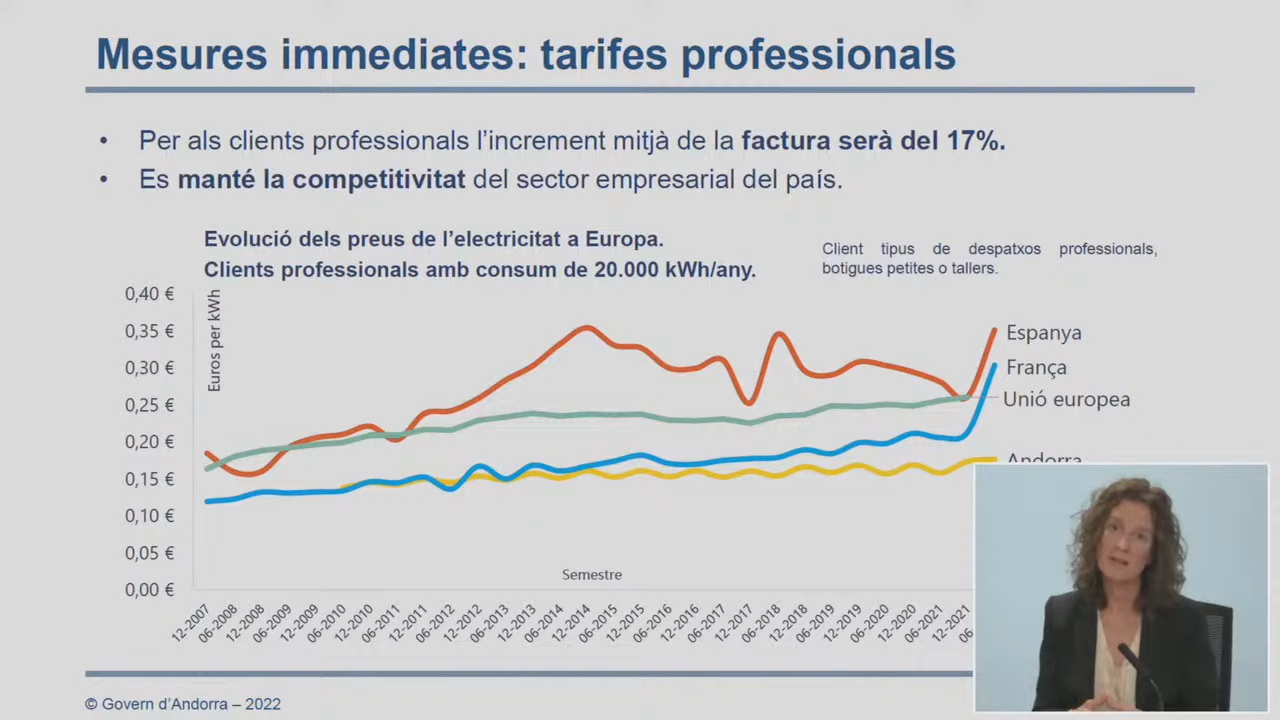 Mesures immediates: tarifes professionals
• Per als clients professionals l’increment mitjà de la factura serà del 17%.
• Es manté la competitivitat del sector empresarial del país.
Evolució dels preus de l’electricitat a Europa.
Clients professionals amb consum de 20.000 kWh/any.
Client tipus de despatxos professionals,
botigues petites o tallers.
Euros per kWh
0,40 €
0,35 €
0,30 €
0,25 €
0,20 €
0,15 €
0,10 €
0,05 €
0,00 €
Espanya
França
Unió europea
Andorra
Semestre
12-2007
06-2008
12-2008
06-2009
12-2009
06-2010
12-2010
06-2011
12-2011
06-2012
12-2012
06-2013
12-2013
06-2014
12-2014
06-2015
12-2015
06-2016
12-2016
06-2017
12-2017
06-2018
12-2018
06-2019
12-2019
06-2020
12-2020
06-2021
12-2021
06
© Govern d’Andorra – 2022